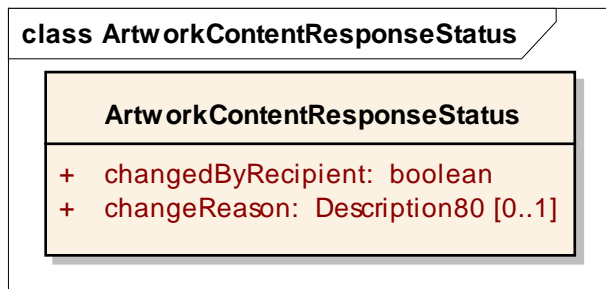 class ArtworkContentResponseStatus
ArtworkContentResponseStatus
+ changedByRecipient: boolean
+ changeReason: Description80 [0..1]